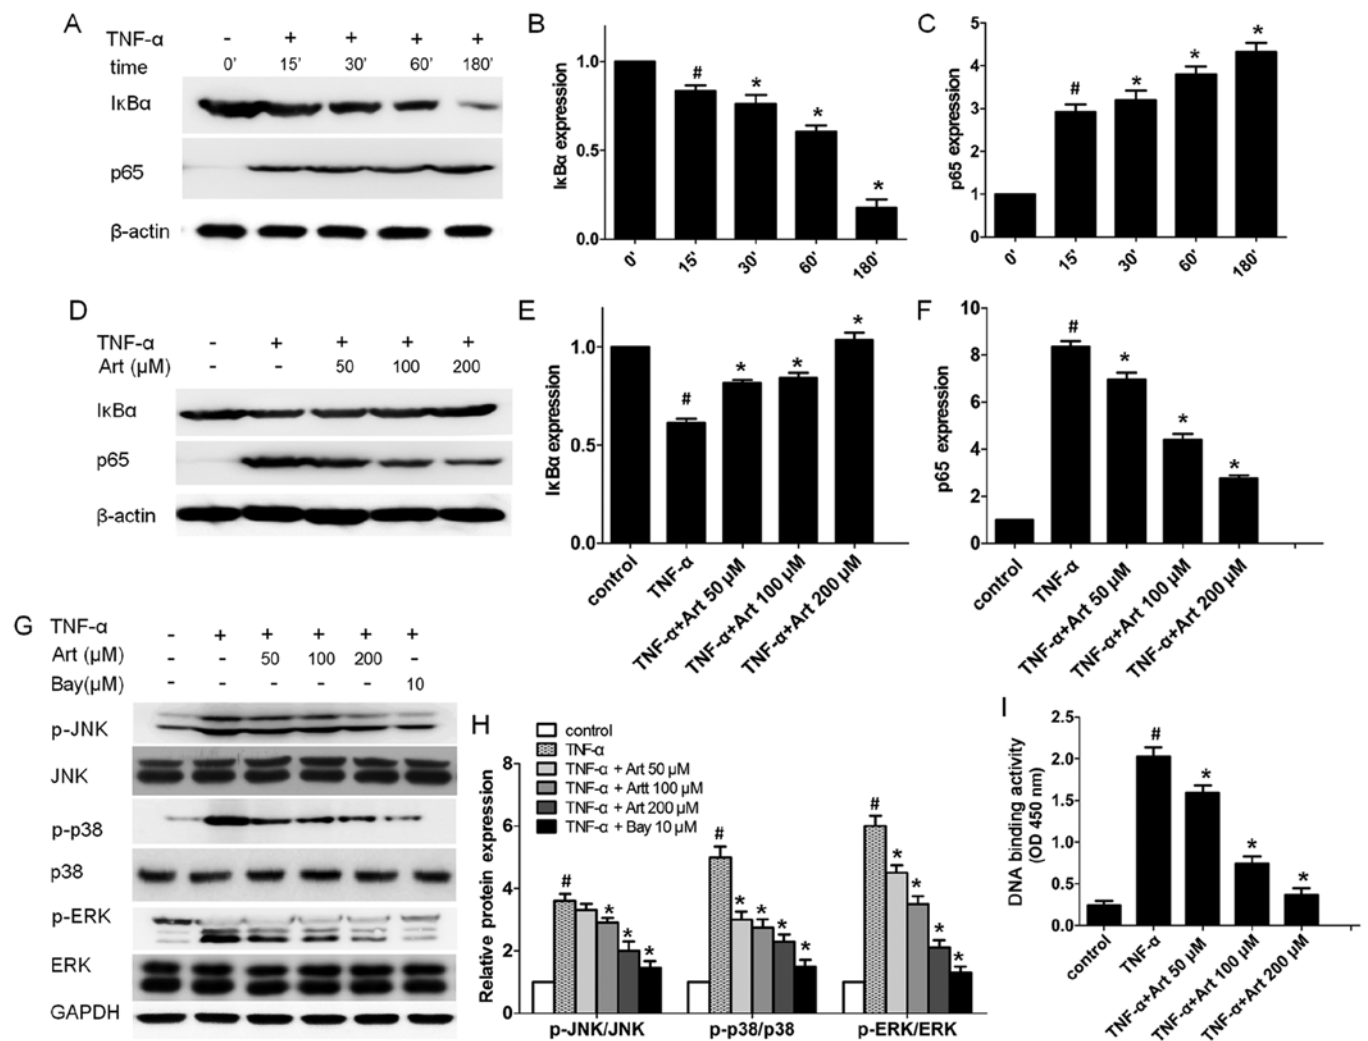 A
TNF-α - + + + +
time 0' 15' 30' 60' 180'
IκBα
p65
β-actin
B
IκBα expression
1.0
0.5
0.0
0' 15' 30' 60' 180'
# * * *
C
p65 expression
5
4
3
2
1
0
0' 15' 30' 60' 180'
# * * *
D
TNF-α - + + + +
Art (μM) - - 50 100 200
IκBα
p65
β-actin
E
IκBα expression
1.0
0.5
0.0
# * * *
control
TNF-α
TNF-α+Art 50 μM
TNF-α+Art 100 μM
TNF-α+Art 200 μM
F
p65 expression
10
8
6
4
2
0
# * * *
control
TNF-α
TNF-α+Art 50 μM
TNF-α+Art 100 μM
TNF-α+Art 200 μM
G
TNF-α - + + + + +
Art (μM) - - 50 100 200 -
Bay(μM) - - - - - 10
p-JNK
JNK
p-p38
p38
p-ERK
ERK
GAPDH
H
control
TNF-α
TNF-α + Art 50 μM
TNF-α + Artt 100 μM
TNF-α + Art 200 μM
TNF-α + Bay 10 μM
Relative protein expression
8
6
4
2
0
# * * *
# * * * *
# * * * *
p-JNK/JNK p-p38/p38 p-ERK/ERK
I
DNA binding activity
(OD 450 nm)
2.5
2.0
1.5
1.0
0.5
0.0
# * * *
control
TNF-α
TNF-α+Art 50 μM
TNF-α+Art 100 μM
TNF-α+Art 200 μM